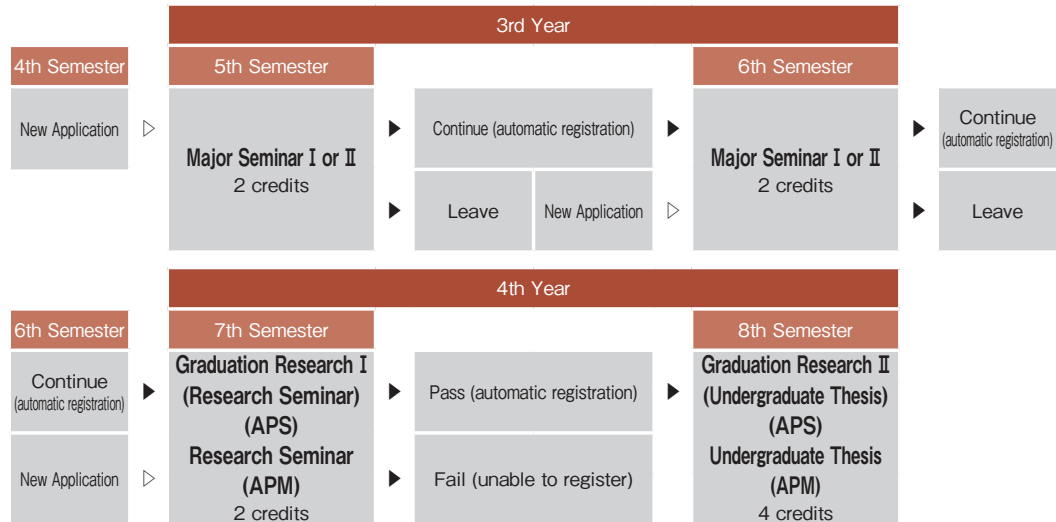 3rd Year
4th Semester
5th Semester
6th Semester
New Application
Major Seminar Ⅰ or Ⅱ
2 credits
Continue (automatic registration)
Leave
New Application
Major Seminar Ⅰ or Ⅱ
2 credits
Continue
(automatic registration)
Leave
4th Year
6th Semester
7th Semester
8th Semester
Continue
(automatic registration)
New Application
Graduation Research Ⅰ
(Research Seminar)
(APS)
Research Seminar
(APM)
2 credits
Pass (automatic registration)
Fail (unable to register)
Graduation Research Ⅱ
(Undergraduate Thesis)
(APS)
Undergraduate Thesis
(APM)
4 credits